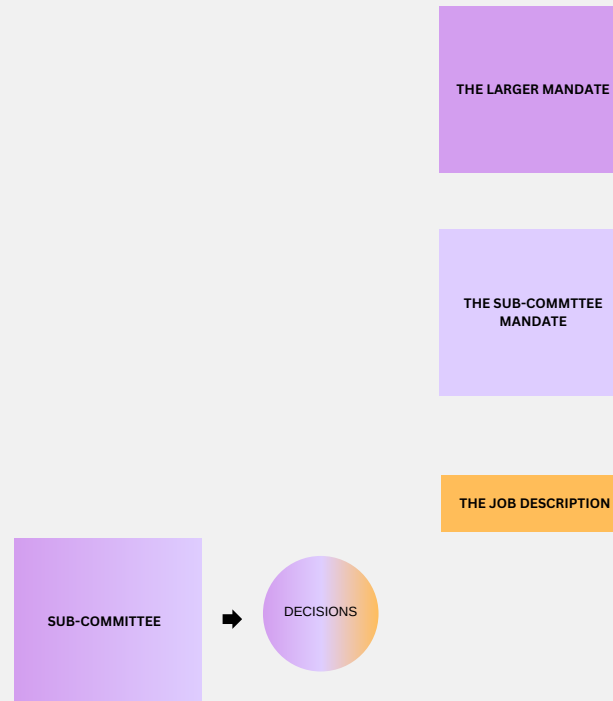 THE LARGER MANDATE
THE SUB-COMMTTEE
MANDATE
THE JOB DESCRIPTION
SUB-COMMITTEE
DECISIONS